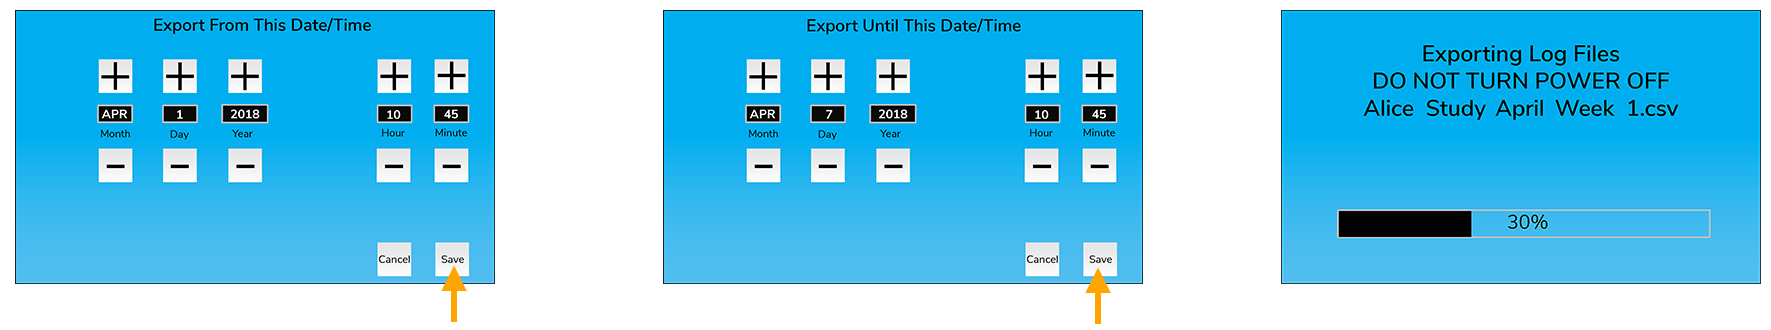 Export From This Date/Time
+ + + + +
APR 1 2018 10 45
Month Day Year Hour Minute
− − − − −
Cancel Save
Export Until This Date/Time
+ + + + +
APR 7 2018 10 45
Month Day Year Hour Minute
− − − − −
Cancel Save
Exporting Log Files
DO NOT TURN POWER OFF
Alice Study April Week 1.csv
30%